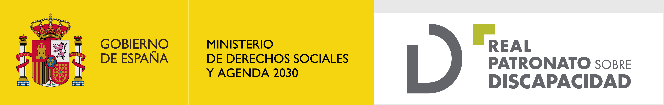 GOBIERNO
DE ESPAÑA
MINISTERIO
DE DERECHOS SOCIALES
Y AGENDA 2030
REAL
PATRONATO SOBRE
DISCAPACIDAD